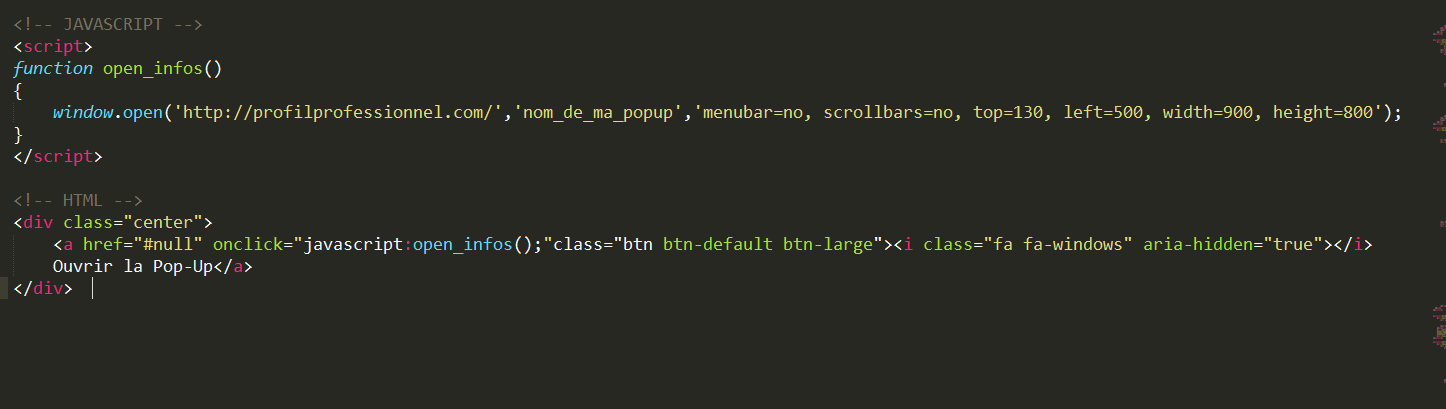 <!-- JAVASCRIPT -->
<script>
function open_infos()
{
    window.open('http://profilprofessionnel.com/','nom_de_ma_popup','menubar=no, scrollbars=no, top=130, left=500, width=900, height=800');
}
</script>

<!-- HTML -->
<div class="center">
    <a href="#null" onclick="javascript:open_infos();"class="btn btn-default btn-large"><i class="fa fa-windows" aria-hidden="true"></i>
    Ouvrir la Pop-Up</a>
</div>